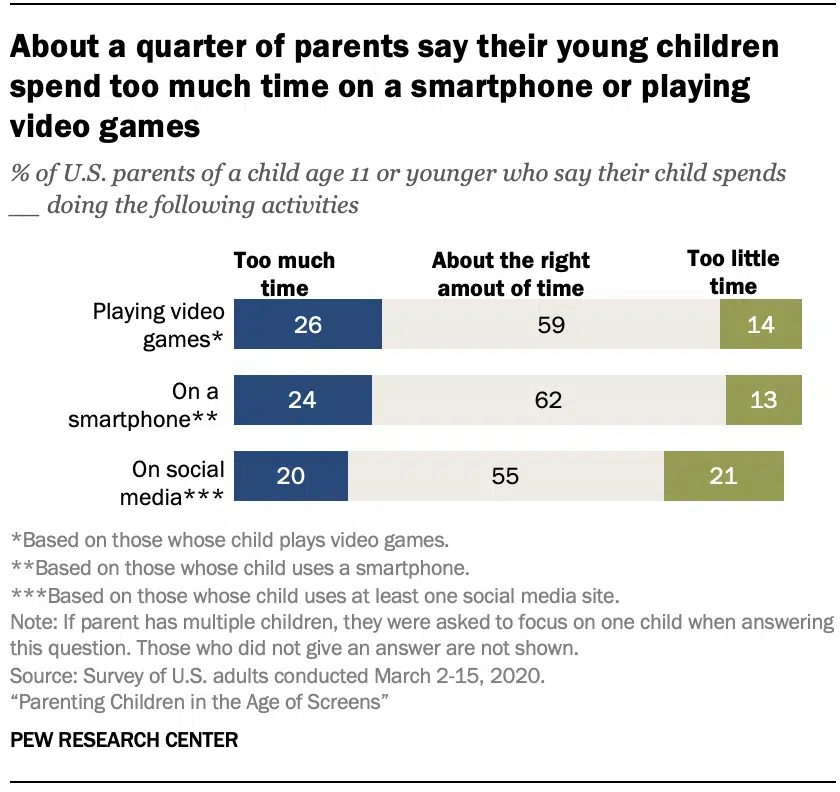 About a quarter of parents say their young children
spend too much time on a smartphone or playing
video games
% of U.S. parents of a child age 11 or younger who say their child spends
__ doing the following activities
Too much
time
About the right
amout of time
Too little
time
Playing video
games*
26
59
14
On a
smartphone**
24
62
13
On social
media***
20
55
21
*Based on those whose child plays video games.
**Based on those whose child uses a smartphone.
***Based on those whose child uses at least one social media site.
Note: If parent has multiple children, they were asked to focus on one child when answering
this question. Those who did not give an answer are not shown.
Source: Survey of U.S. adults conducted March 2-15, 2020.
“Parenting Children in the Age of Screens”
PEW RESEARCH CENTER